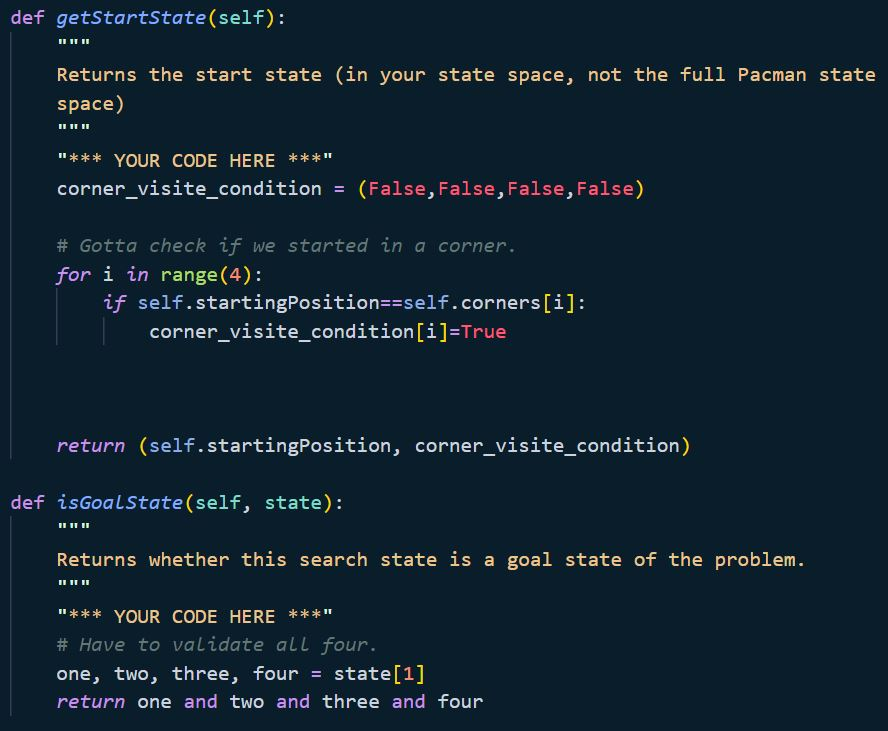 def getStartState(self):
    """
    Returns the start state (in your state space, not the full Pacman state
    space)
    """
    "*** YOUR CODE HERE ***"
    corner_visite_condition = (False,False,False,False)

    # Gotta check if we started in a corner.
    for i in range(4):
        if self.startingPosition==self.corners[i]:
            corner_visite_condition[i]=True

    return (self.startingPosition, corner_visite_condition)

def isGoalState(self, state):
    """
    Returns whether this search state is a goal state of the problem.
    """
    "*** YOUR CODE HERE ***"
    # Have to validate all four.
    one, two, three, four = state[1]
    return one and two and three and four